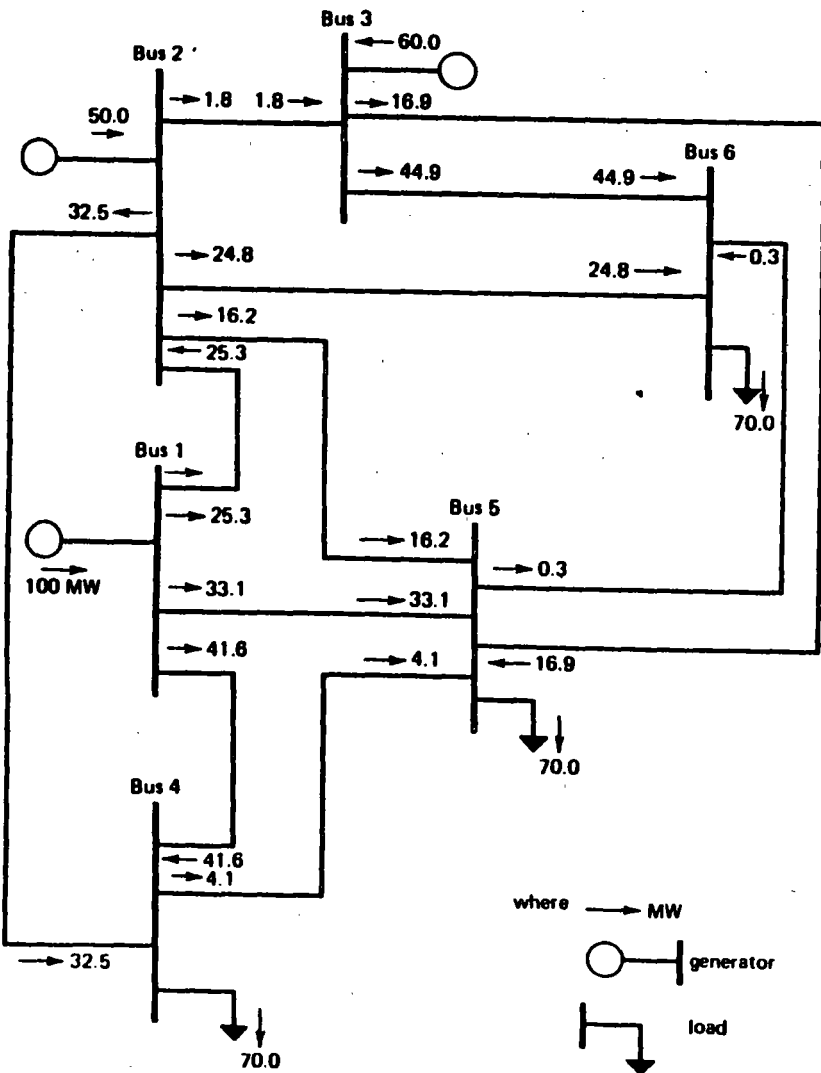 Bus 3
60.0
Bus 2
1.8
1.8
16.9
50.0
Bus 6
44.9
44.9
32.5
24.8
24.8
0.3
16.2
25.3
70.0
Bus 1
25.3
Bus 5
16.2
0.3
100 MW
33.1
33.1
41.6
4.1
16.9
70.0
Bus 4
41.6
4.1
where MW
32.5
generator
load
70.0